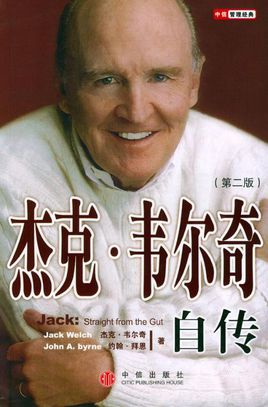 中信 管理经典
（第二版）
杰克·韦尔奇
Jack: Straight from the Gut
自传
Jack Welch 杰克·韦尔奇
John A. byrne 约翰·拜恩
著
中信出版社
CITIC PUBLISHING HOUSE